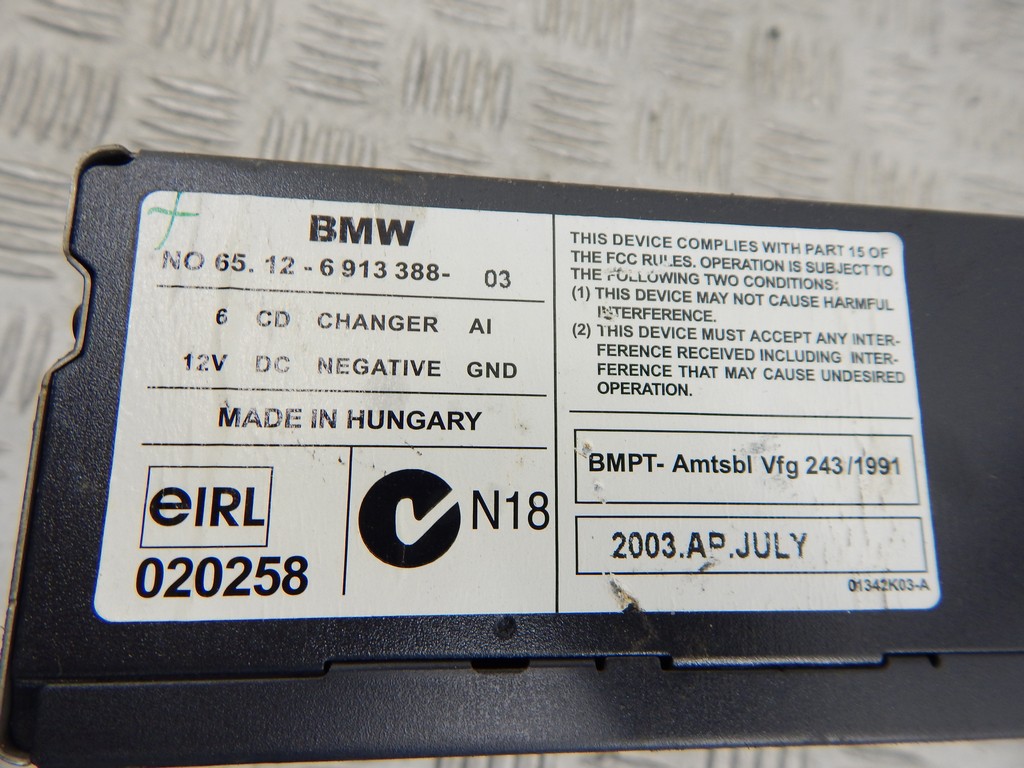 BMW
NO 65. 12 - 6 913 388- 03
6 CD CHANGER AI
12V DC NEGATIVE GND
MADE IN HUNGARY
eIRL
020258
N18
THIS DEVICE COMPLIES WITH PART 15 OF
THE FCC RULES. OPERATION IS SUBJECT TO
THE FOLLOWING TWO CONDITIONS:
(1) THIS DEVICE MAY NOT CAUSE HARMFUL
INTERFERENCE.
(2) THIS DEVICE MUST ACCEPT ANY INTER-
FERENCE RECEIVED INCLUDING INTER-
FERENCE THAT MAY CAUSE UNDESIRED
OPERATION.
BMPT- Amtsbl Vfg 243/1991
2003.AP.JULY
01342K03-A